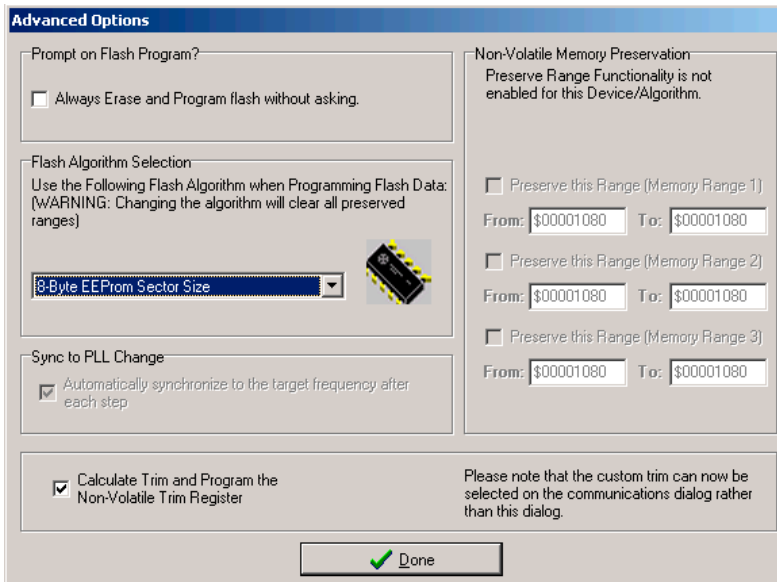 Advanced Options
Prompt on Flash Program?
Always Erase and Program flash without asking.
Flash Algorithm Selection
Use the Following Flash Algorithm when Programming Flash Data:
(WARNING: Changing the algorithm will clear all preserved
ranges)
8-Byte EEProm Sector Size
Sync to PLL Change
Automatically synchronize to the target frequency after
each step
Non-Volatile Memory Preservation
Preserve Range Functionality is not
enabled for this Device/Algorithm.
Preserve this Range (Memory Range 1)
From: $00001080 To: $00001080
Preserve this Range (Memory Range 2)
From: $00001080 To: $00001080
Preserve this Range (Memory Range 3)
From: $00001080 To: $00001080
Calculate Trim and Program the
Non-Volatile Trim Register
Please note that the custom trim can now be
selected on the communications dialog rather
than this dialog.
Done